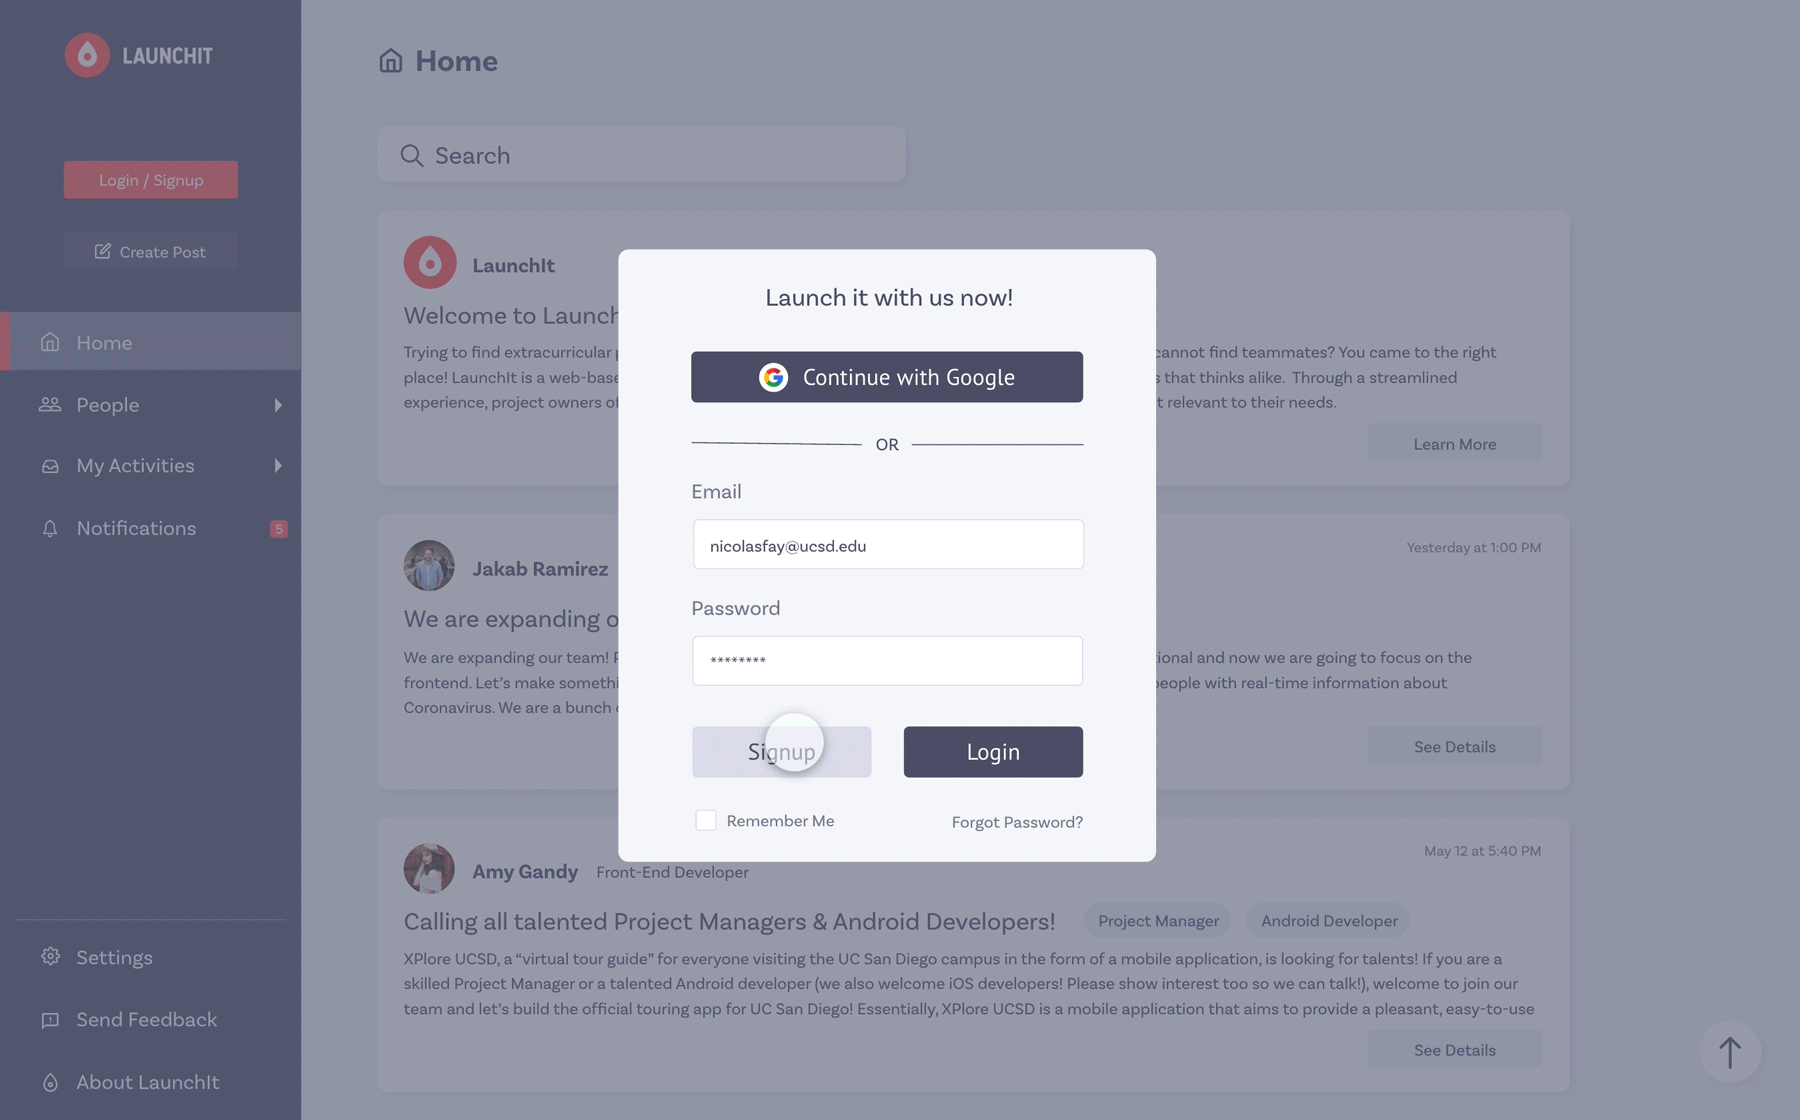 LAUNCHIT
Login / Signup
Create Post
Home
People
My Activities
Notifications
5
Settings
Send Feedback
About LaunchIt
Home
Search
LaunchIt
Welcome to Launch
Trying to find extracurricular
cannot find teammates? You came to the right
place! LaunchIt is a web-base
s that thinks alike. Through a streamlined
experience, project owners of
t relevant to their needs.
Learn More
Launch it with us now!
Continue with Google
OR
Email
nicolasfay@ucsd.edu
Password
********
Signup
Login
Remember Me
Forgot Password?
Jakab Ramirez
Yesterday at 1:00 PM
We are expanding o
We are expanding our team!
tional and now we are going to focus on the
frontend. Let's make somethi
people with real-time information about
Coronavirus. We are a bunch
See Details
Amy Gandy Front-End Developer
May 12 at 5:40 PM
Calling all talented Project Managers & Android Developers!
Project Manager
Android Developer
XPlore UCSD, a “virtual tour guide” for everyone visiting the UC San Diego campus in the form of a mobile application, is looking for talents! If you are a
skilled Project Manager or a talented Android developer (we also welcome iOS developers! Please show interest too so we can talk!), welcome to join our
team and let's build the official touring app for UC San Diego! Essentially, XPlore UCSD is a mobile application that aims to provide a pleasant, easy-to-use
See Details